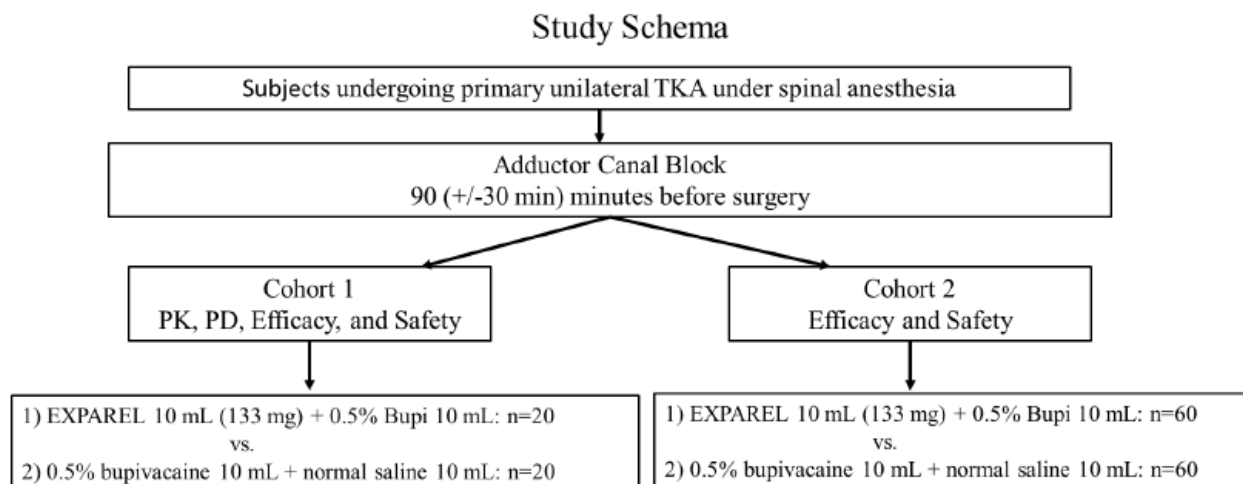 Study Schema
Subjects undergoing primary unilateral TKA under spinal anesthesia
Adductor Canal Block
90 (+/-30 min) minutes before surgery
Cohort 1
PK, PD, Efficacy, and Safety
Cohort 2
Efficacy and Safety
1) EXPAREL 10 mL (133 mg) + 0.5% Bupi 10 mL: n=20
vs.
2) 0.5% bupivacaine 10 mL + normal saline 10 mL: n=20
1) EXPAREL 10 mL (133 mg) + 0.5% Bupi 10 mL: n=60
vs.
2) 0.5% bupivacaine 10 mL + normal saline 10 mL: n=60